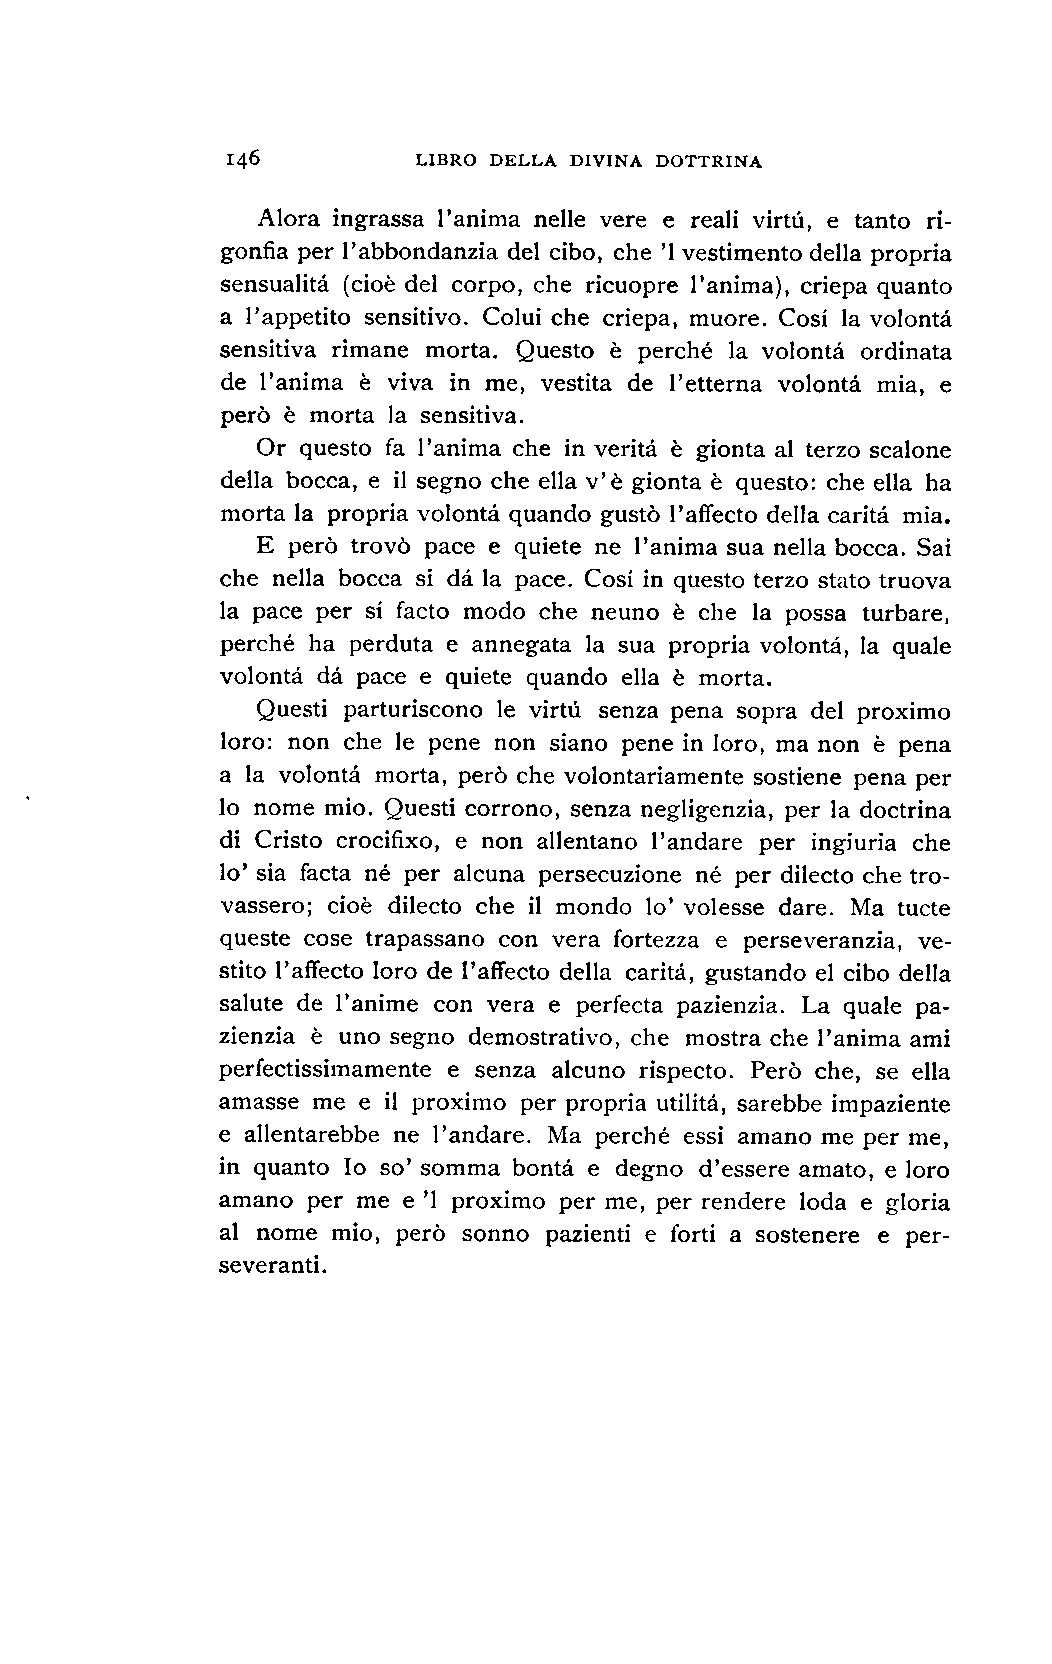 146 LIBRO DELLA DIVINA DOTTRINA
Alora ingrassa l'anima nelle vere e reali virtú, e tanto ri-
gonfia per l'abbondanzia del cibo, che 'l vestimento della propria
sensualitá (cioè del corpo, che ricuopre l'anima), criepa quanto
a l'appetito sensitivo. Colui che criepa, muore. Cosí la volontá
sensitiva rimane morta. Questo è perché la volontá ordinata
de l'anima è viva in me, vestita de l'etterna volontá mia, e
però è morta la sensitiva.
Or questo fa l'anima che in veritá è gionta al terzo scalone
della bocca, e il segno che ella v'è gionta è questo: che ella ha
morta la propria volontá quando gustò l'affecto della caritá mia.
E però trovò pace e quiete ne l'anima sua nella bocca. Sai
che nella bocca si dá la pace. Cosí in questo terzo stato truova
la pace per sí facto modo che neuno è che la possa turbare,
perché ha perduta e annegata la sua propria volontá, la quale
volontá dá pace e quiete quando ella è morta.
Questi parturiscono le virtú senza pena sopra del proximo
loro: non che le pene non siano pene in loro, ma non è pena
a la volontá morta, però che volontariamente sostiene pena per
lo nome mio. Questi corrono, senza negligenzia, per la doctrina
di Cristo crocifixo, e non allentano l'andare per ingiuria che
lo' sia facta né per alcuna persecuzione né per dilecto che tro-
vassero; cioè dilecto che il mondo lo' volesse dare. Ma tucte
queste cose trapassano con vera fortezza e perseveranzia, ve-
stito l'affecto loro de l'affecto della caritá, gustando el cibo della
salute de l'anime con vera e perfecta pazienzia. La quale pa-
zienzia è uno segno demostrativo, che mostra che l'anima ami
perfectissimamente e senza alcuno rispecto. Però che, se ella
amasse me e il proximo per propria utilitá, sarebbe impaziente
e allentarebbe ne l'andare. Ma perché essi amano me per me,
in quanto Io so' somma bontá e degno d'essere amato, e loro
amano per me e 'l proximo per me, per rendere loda e gloria
al nome mio, però sonno pazienti e forti a sostenere e per-
severanti.